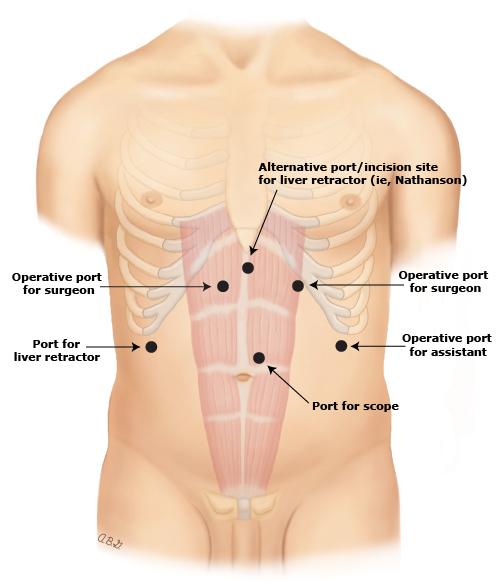 Alternative port/incision site
for liver retractor (ie, Nathanson)
Operative port
for surgeon
Operative port
for surgeon
Port for
liver retractor
Operative port
for assistant
Port for scope